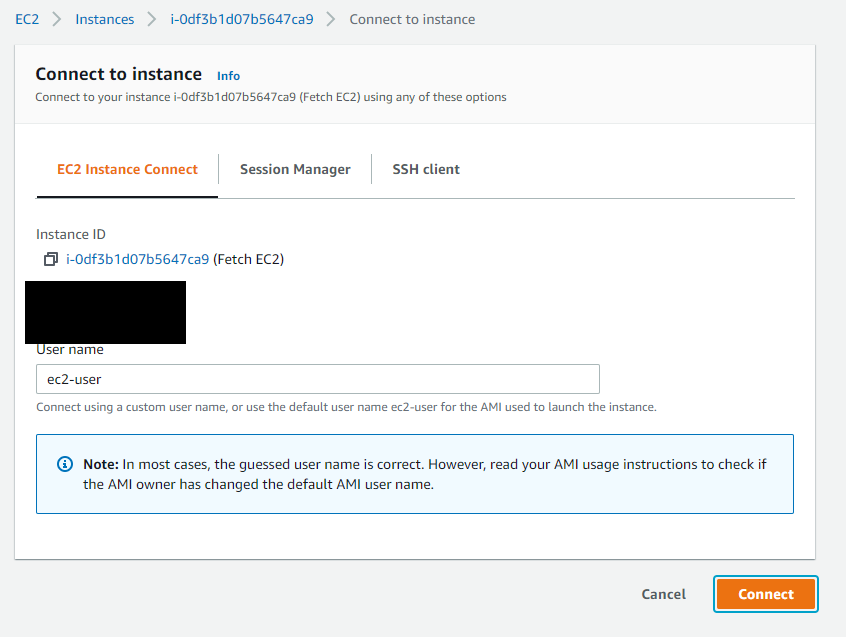 EC2 > Instances > i-0df3b1d07b5647ca9 > Connect to instance
Connect to instance Info
Connect to your instance i-0df3b1d07b5647ca9 (Fetch EC2) using any of these options
EC2 Instance Connect Session Manager SSH client
Instance ID
i-0df3b1d07b5647ca9 (Fetch EC2)
User name
ec2-user
Connect using a custom user name, or use the default user name ec2-user for the AMI used to launch the instance.
Note: In most cases, the guessed user name is correct. However, read your AMI usage instructions to check if
the AMI owner has changed the default AMI user name.
Cancel Connect